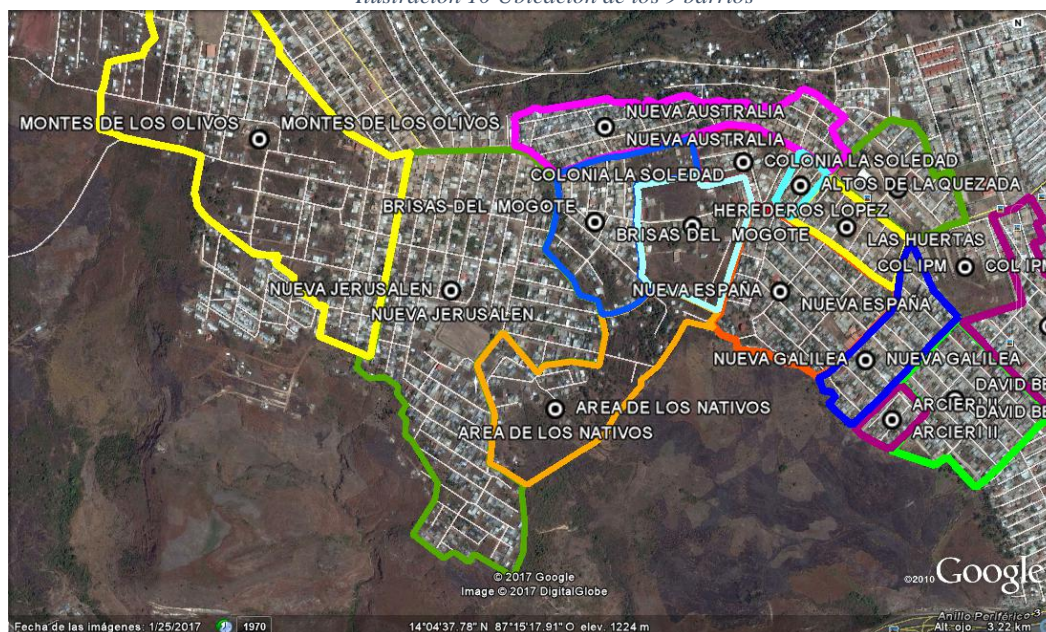 Ilustración 10 Ubicación de los 9 barrios
N
NUEVA AUSTRALIA
MONTES DE LOS OLIVOS
MONTES DE LOS OLIVOS
NUEVA AUSTRALIA
COLONIA LA SOLEDAD
COLONIA LA SOLEDAD
ALTOS DE LA QUEZADA
BRISAS DEL MOGOTE
HEREDEROS LOPEZ
BRISAS DEL MOGOTE
LAS HUERTAS
COL IPM
COL IPM
NUEVA JERUSALEN
NUEVA ESPAÑA
NUEVA ESPAÑA
NUEVA JERUSALEN
NUEVA GALILEA
NUEVA GALILEA
DAVID BE
AREA DE LOS NATIVOS
ARCIERI II
DAVID BE
AREA DE LOS NATIVOS
ARCIERI II
© 2017 Google
Image © 2017 DigitalGlobe
©2010 Google
Anillo Periférico
Fecha de las imágenes: 1/25/2017 1970 14°04'37.78" N 87°15'17.91" O elev. 1224 m Alt. ojo 3.22 km